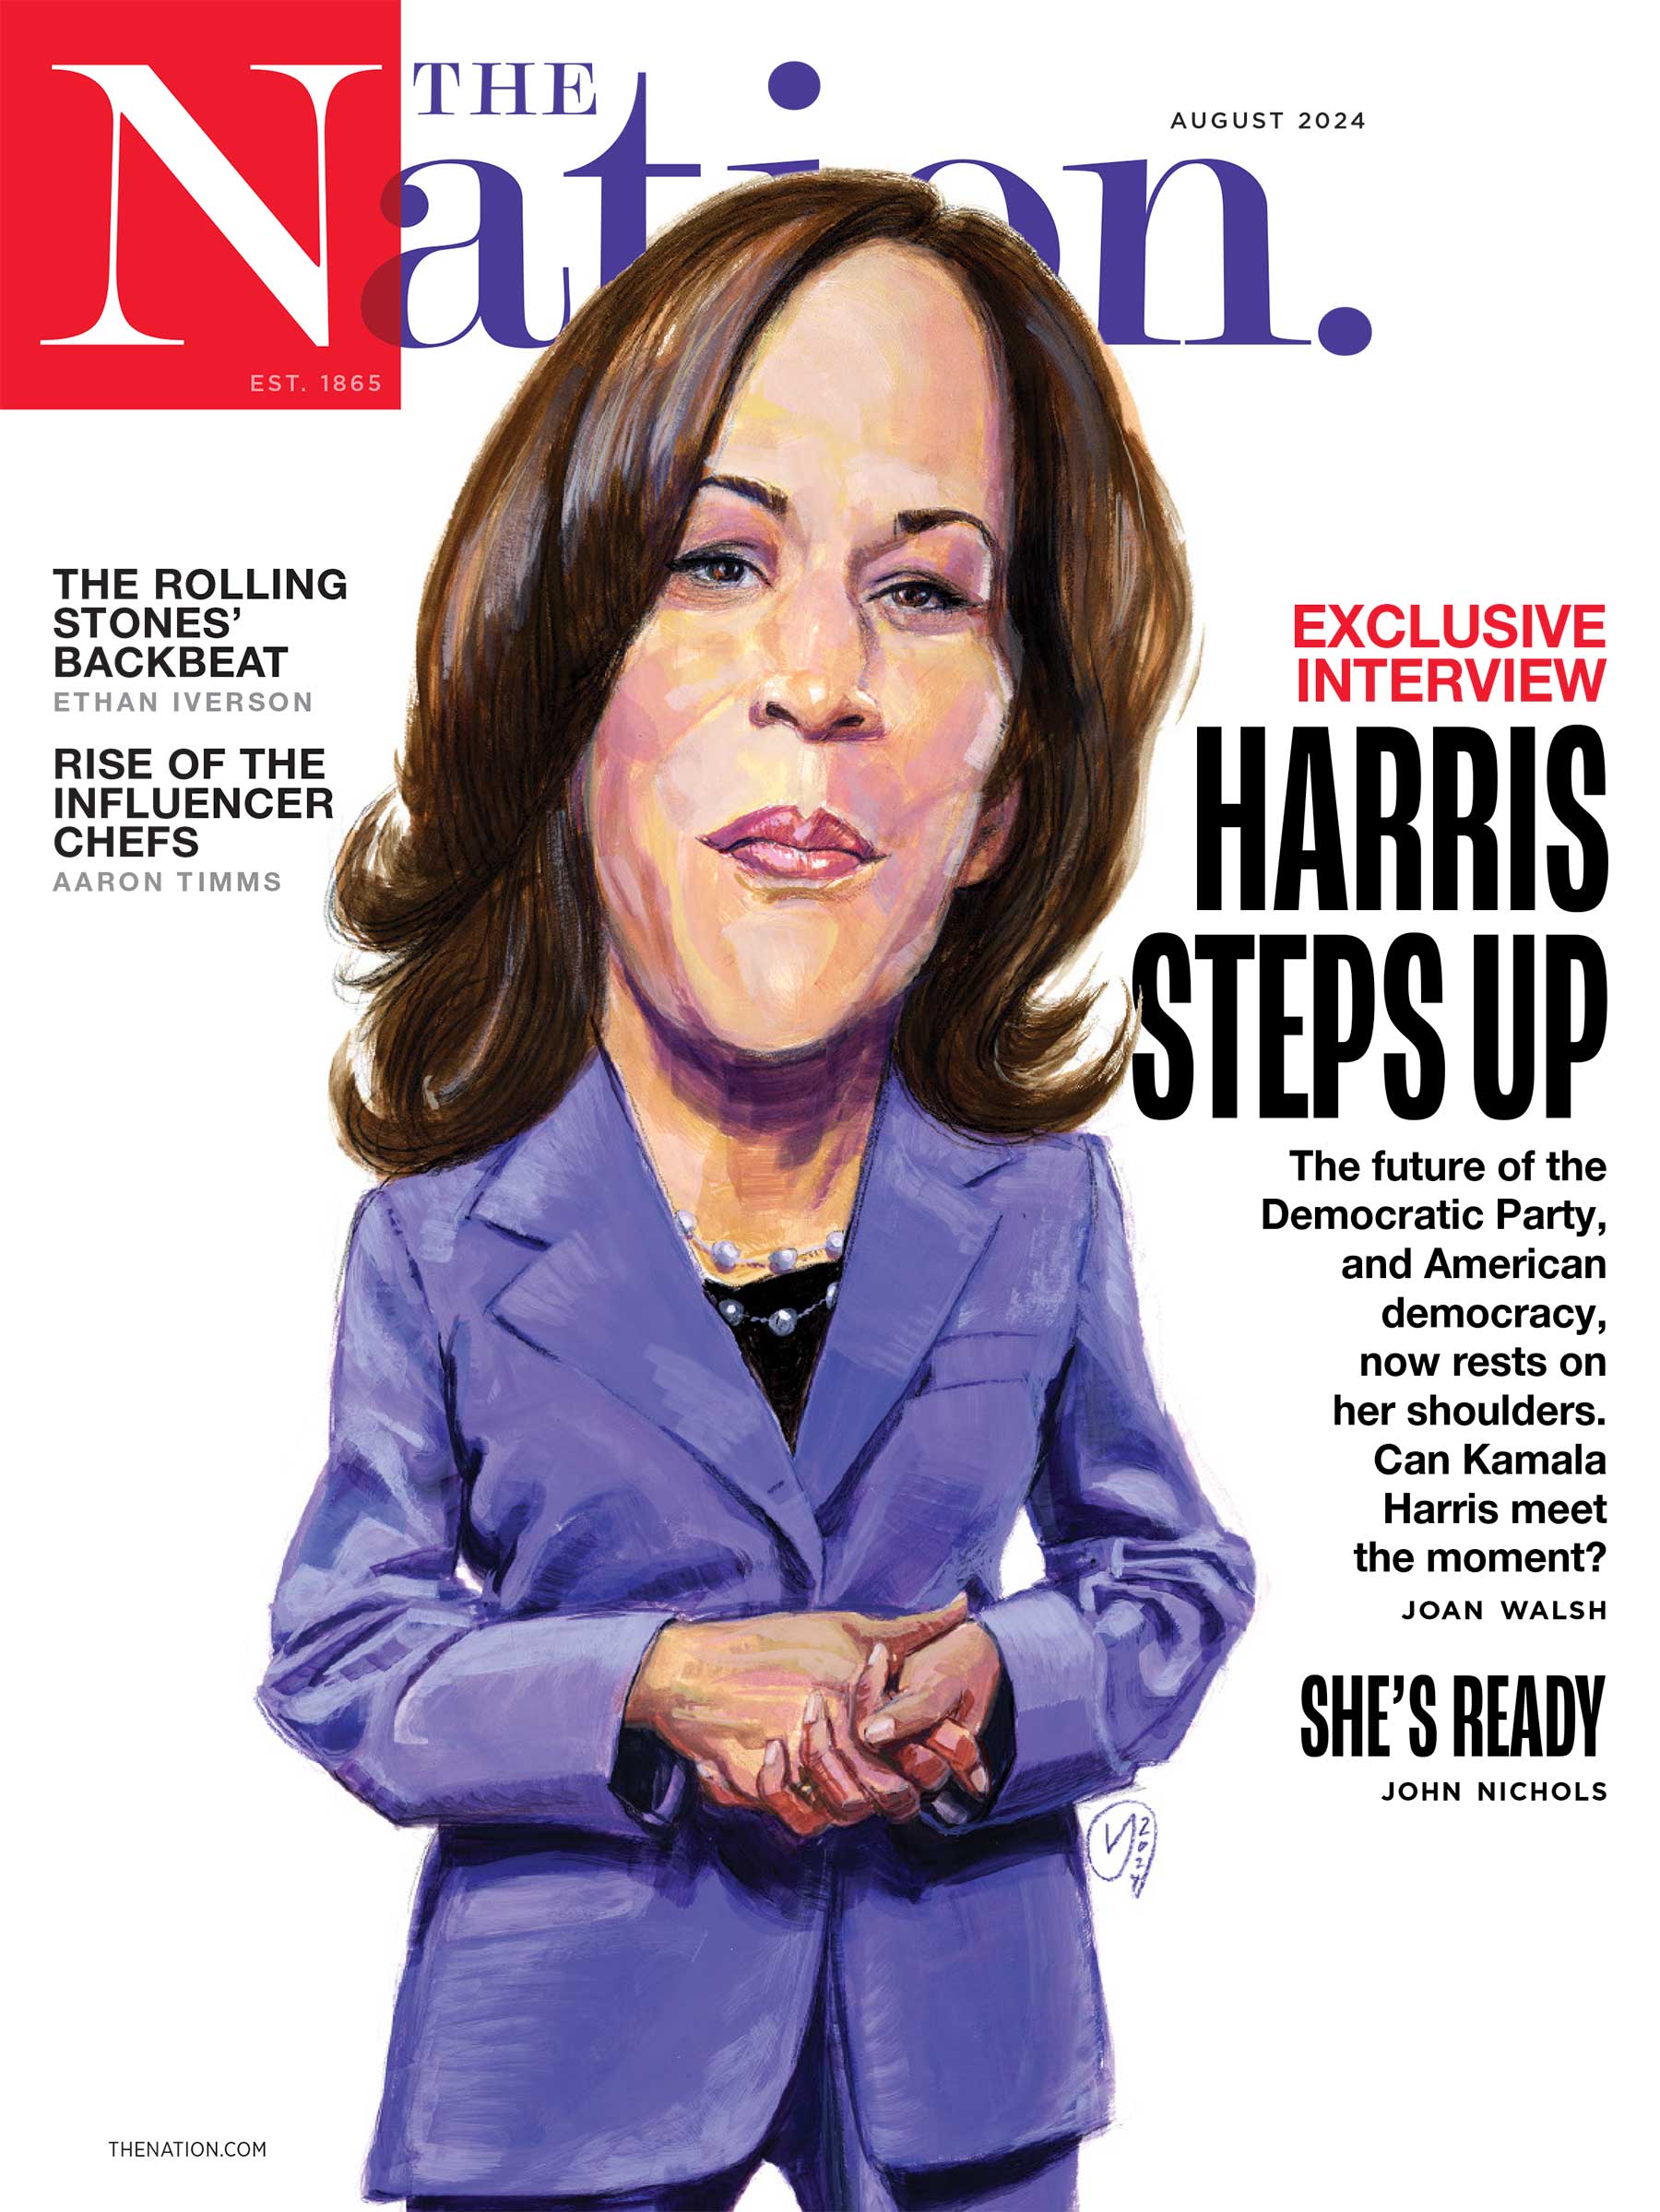 THE
Nation.
EST. 1865
AUGUST 2024
THE ROLLING
STONES'
BACKBEAT
ETHAN IVERSON
RISE OF THE
INFLUENCER
CHEFS
AARON TIMMS
EXCLUSIVE
INTERVIEW
HARRIS
STEPS UP
The future of the
Democratic Party,
and American
democracy,
now rests on
her shoulders.
Can Kamala
Harris meet
the moment?
JOAN WALSH
SHE'S READY
JOHN NICHOLS
2024
THENATION.COM